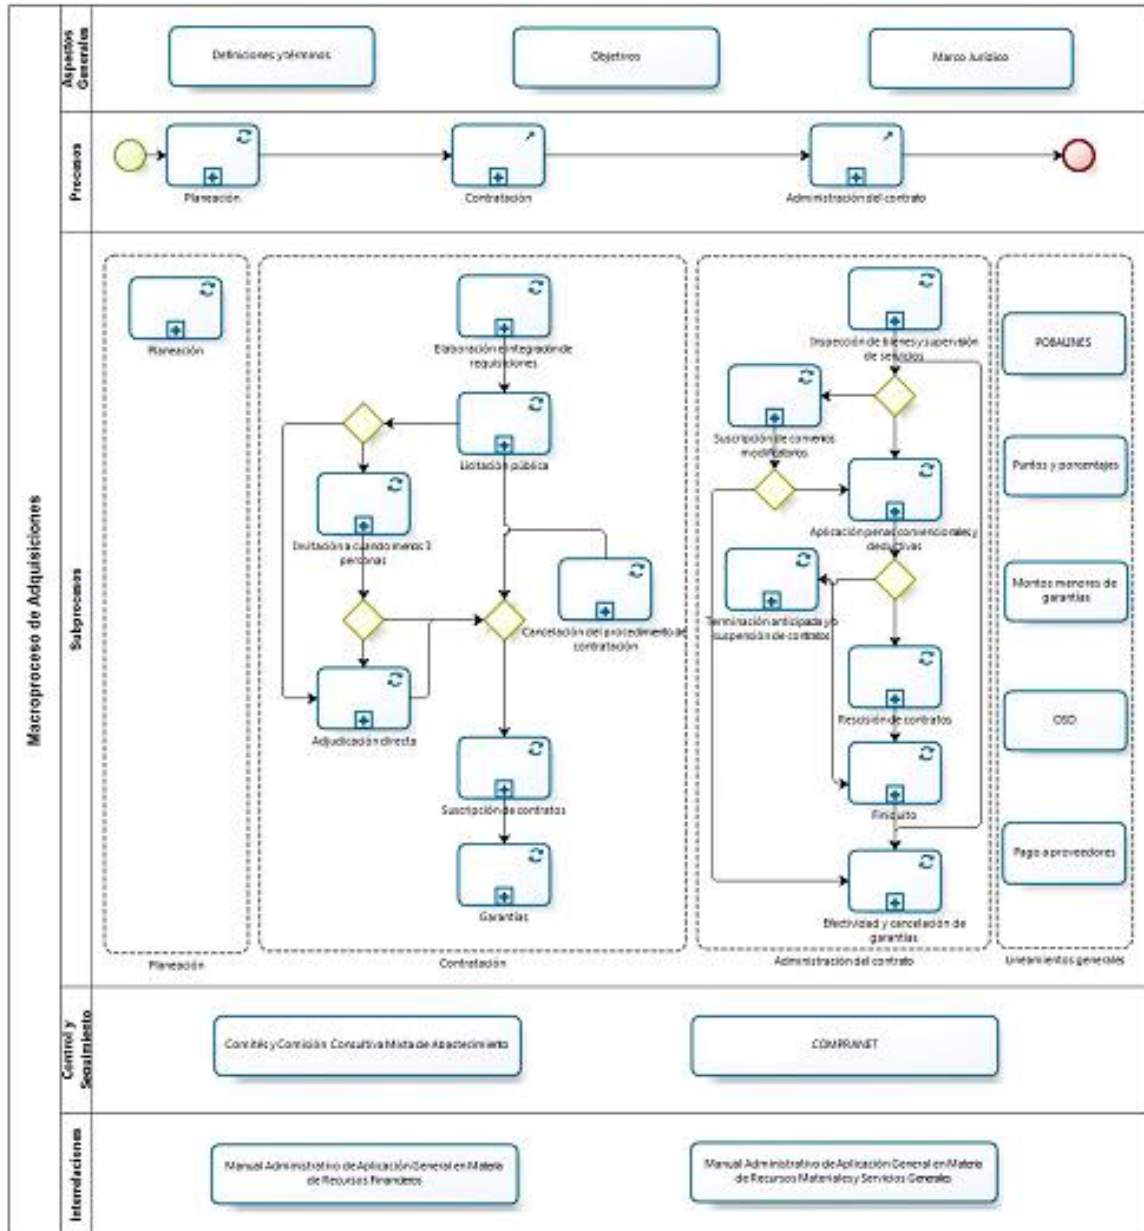 Macroproceso de Adquisiciones
Aspectos
Generales
Definiciones y términos
Objetivos
Marco Jurídico
Procesos
Planeación
Contratación
Administración del contrato
Subprocesos
Planeación
Planeación
Elaboración e integración de
requisiciones
Licitación pública
Invitación a cuando menos 3
personas
Cancelación del procedimiento de
contratación
Adjudicación directa
Suscripción de contratos
Garantías
Contratación
Inspección de bienes y supervisión
de servicios
Suscripción de convenios
modificatorios
Aplicación penas convencionales y
deductivas
Terminación anticipada y/o
suspensión de contratos
Rescisión de contratos
Finiquito
Efectividad y cancelación de
garantías
Administración del contrato
POBALINES
Puntos y porcentajes
Montos menores de
garantías
OSD
Pago a proveedores
Lineamientos generales
Control y
Seguimiento
Comités y Comisión Consultiva Mixta de Abastecimiento
COMPRANET
Interrelaciones
Manual Administrativo de Aplicación General en Materia
de Recursos Financieros
Manual Administrativo de Aplicación General en Materia
de Recursos Materiales y Servicios Generales